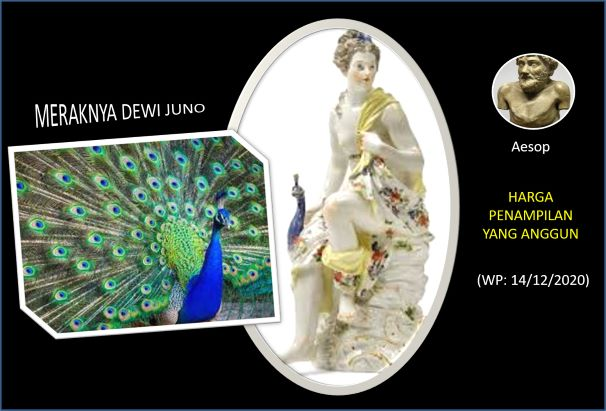 MERAKNYA DEWI JUNO
Aesop
HARGA
PENAMPILAN
YANG ANGGUN
(WP: 14/12/2020)